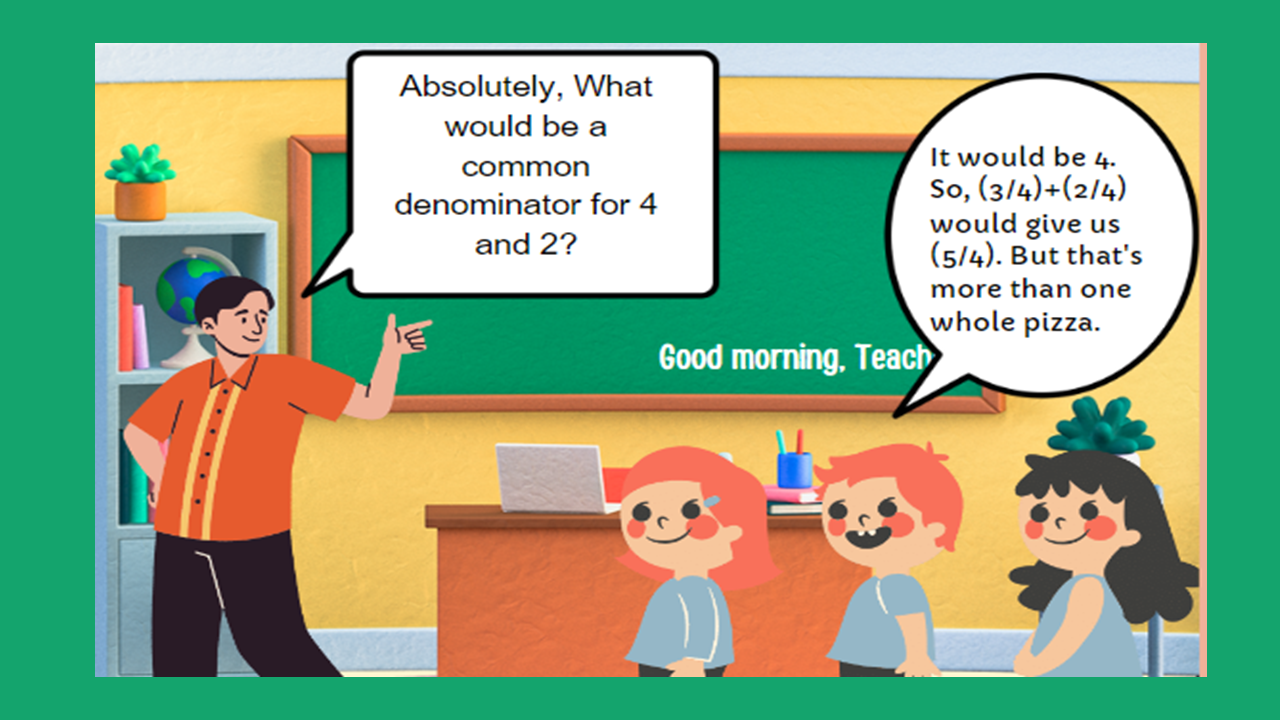 Absolutely, What
would be a
common
denominator for 4
and 2?
It would be 4.
So, (3/4)+(2/4)
would give us
(5/4). But that's
more than one
whole pizza.
Good morning, Teach